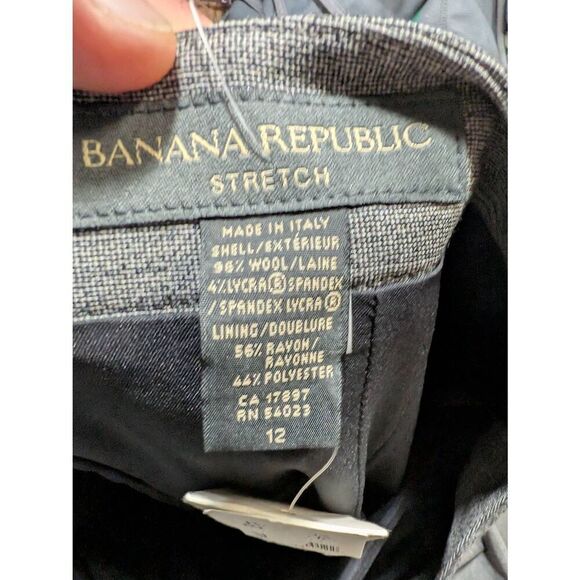 BANANA REPUBLIC
STRETCH
MADE IN ITALY
SHELL/EXTÉRIEUR
96% WOOL/LAINE
4%LYCRA® SPANDEX
/SPANDEX LYCRA®
LINING/DOUBLURE
56% RAYON/
RAYONNE
44% POLYESTER
CA 17897
RN 54023
12